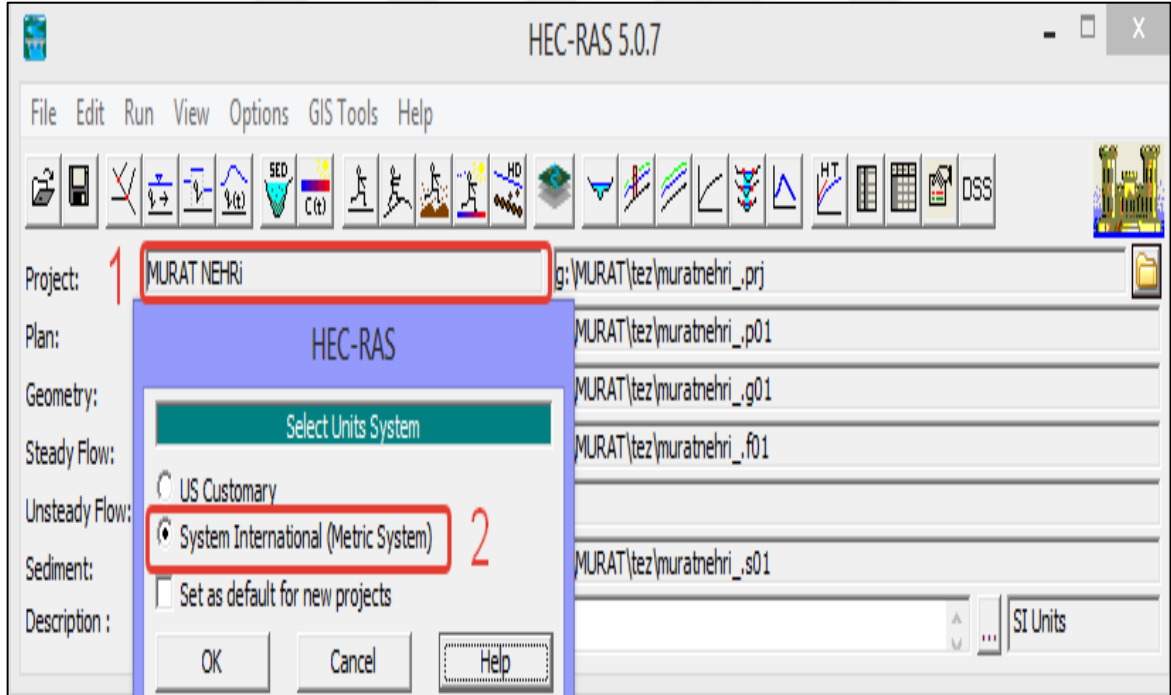 HEC-RAS 5.0.7
X
File Edit Run View Options GIS Tools Help
SED C(t) HD HT DSS
Project: 1 MURAT NEHRi g:\MURAT\tez\muratnehri_.prj
Plan: MURAT\tez\muratnehri_.p01
HEC-RAS
Geometry: MURAT\tez\muratnehri_.g01
Select Units System
Steady Flow: MURAT\tez\muratnehri_.f01
US Customary
Unsteady Flow:
System International (Metric System) 2
Sediment: MURAT\tez\muratnehri_.s01
Set as default for new projects
Description : ... SI Units
OK Cancel Help